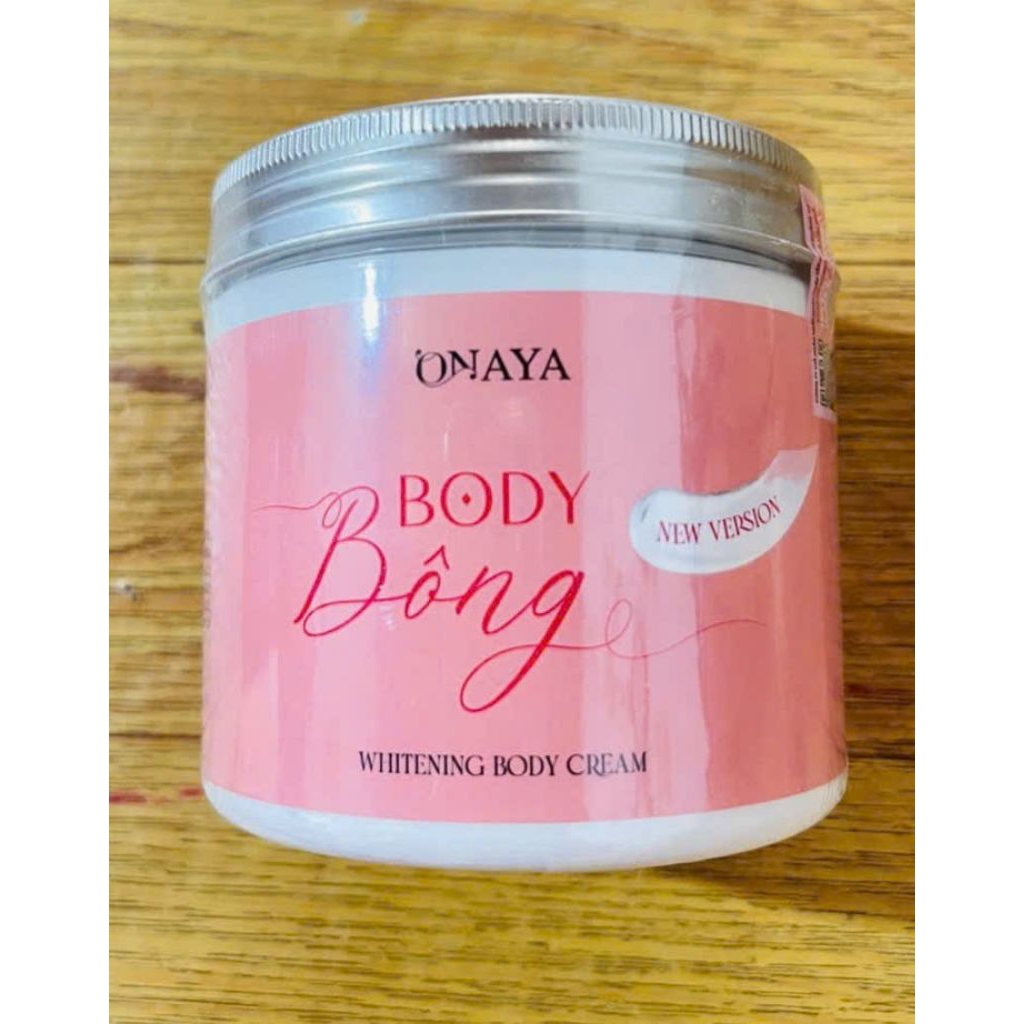 ONAYA
BODY
Bông
NEW VERSION
WHITENING BODY CREAM